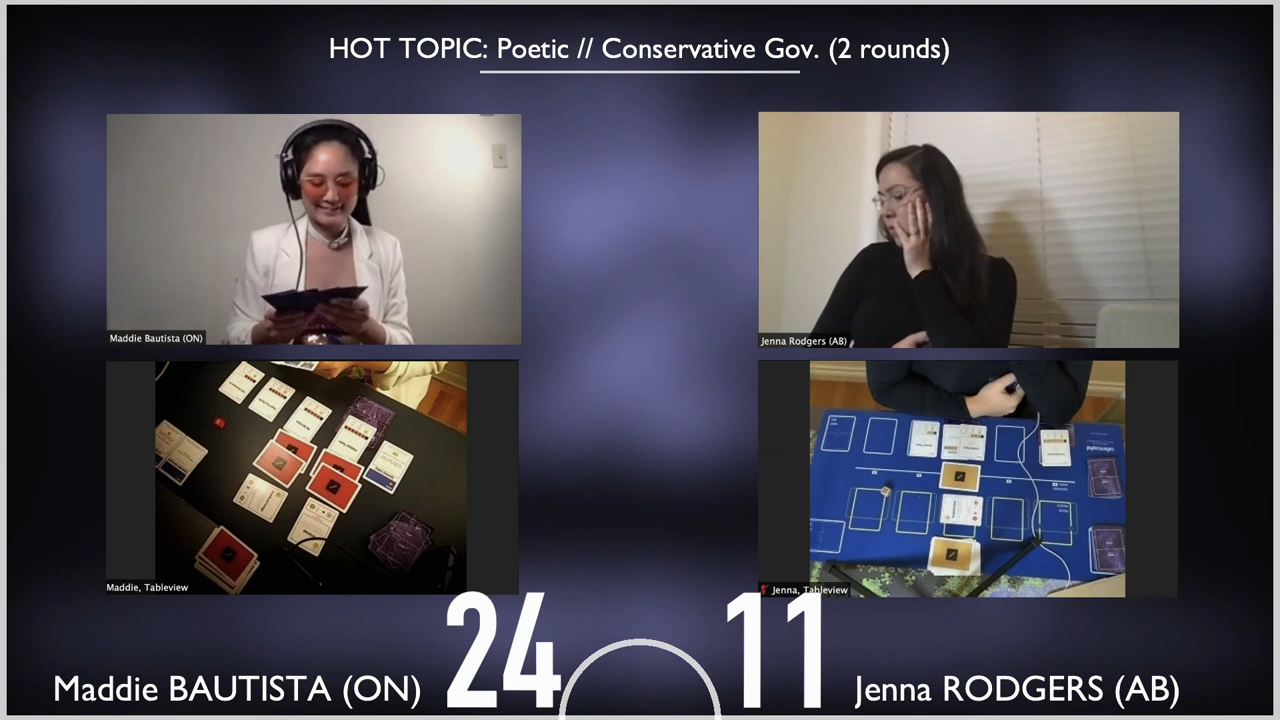 HOT TOPIC: Poetic // Conservative Gov. (2 rounds)
Maddie Bautista (ON)
Jenna Rodgers (AB)
Maddie, Tableview
Jenna, Tableview
24 11
Maddie BAUTISTA (ON)
Jenna RODGERS (AB)